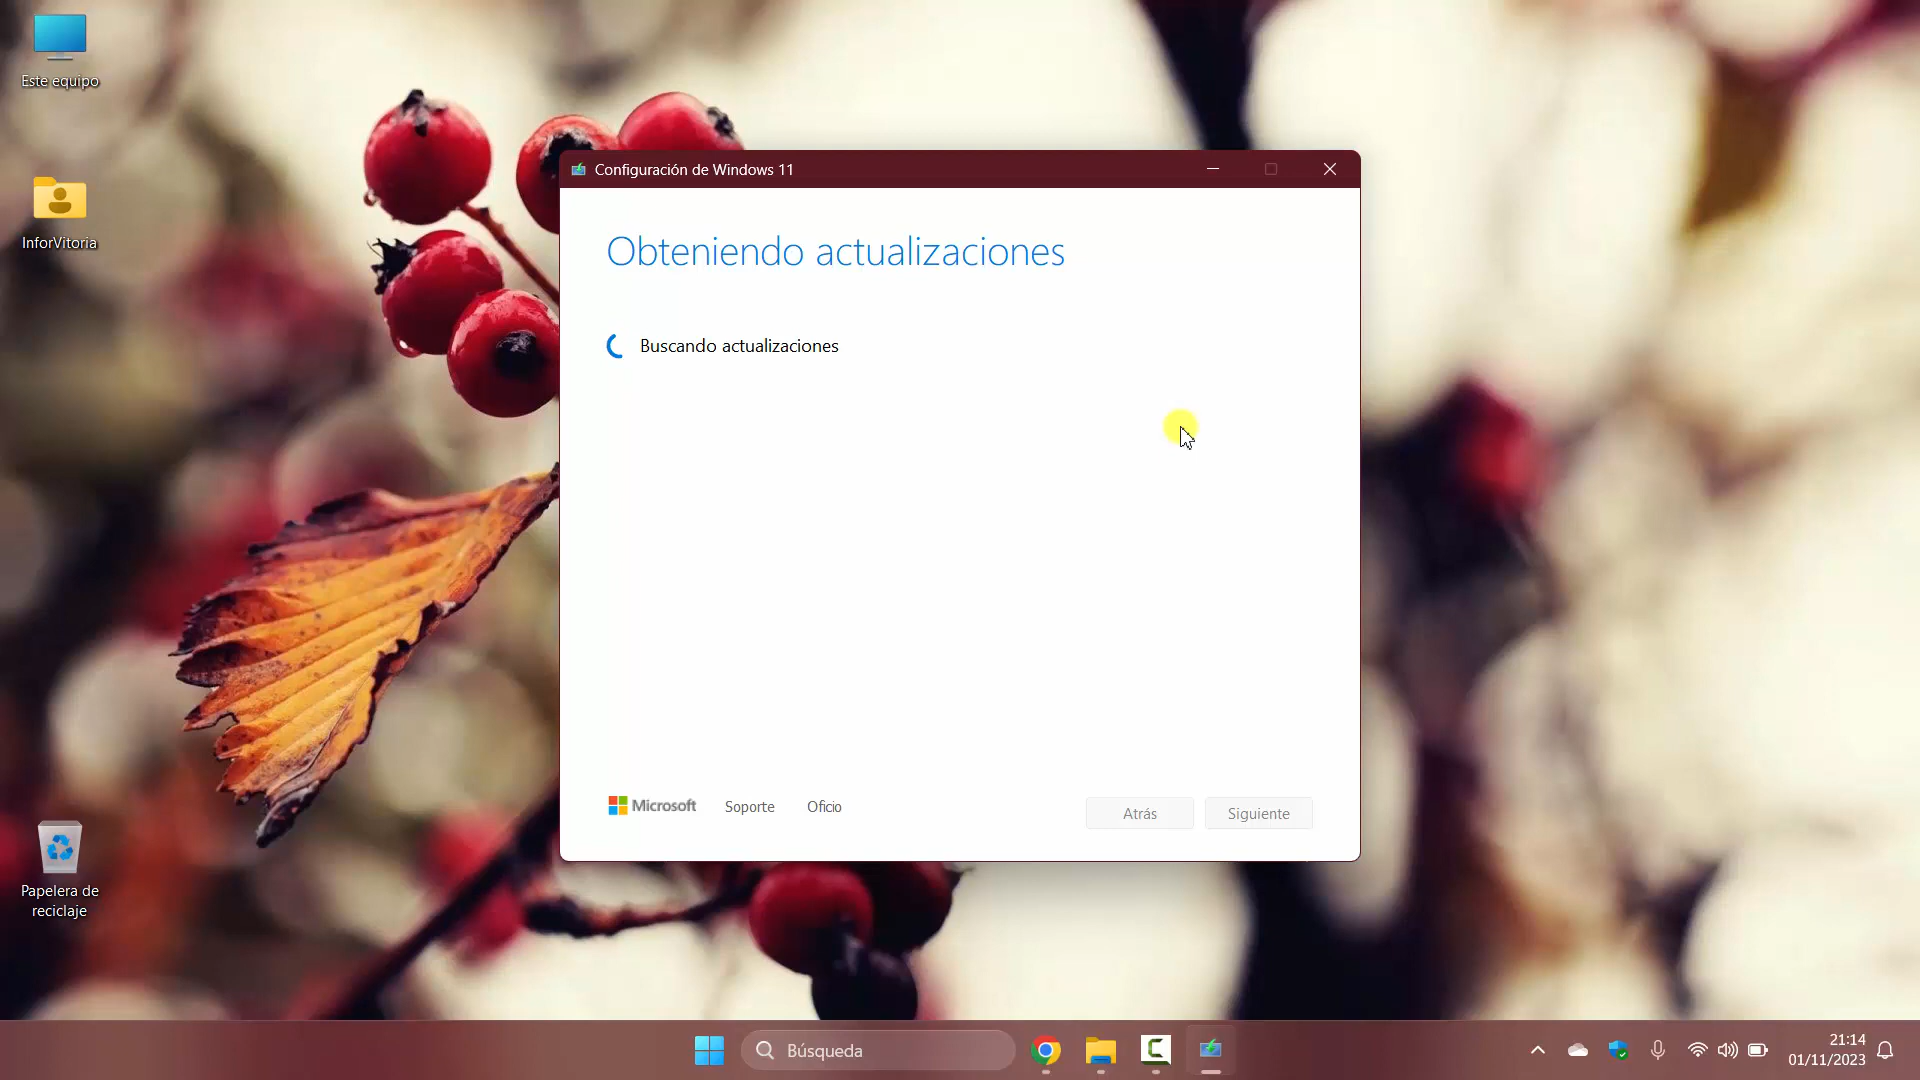 Este equipo
InforVitoria
Papelera de
reciclaje
Configuración de Windows 11
Obteniendo actualizaciones
Buscando actualizaciones
Microsoft
Soporte
Oficio
Atrás
Siguiente
Búsqueda
21:14
01/11/2023